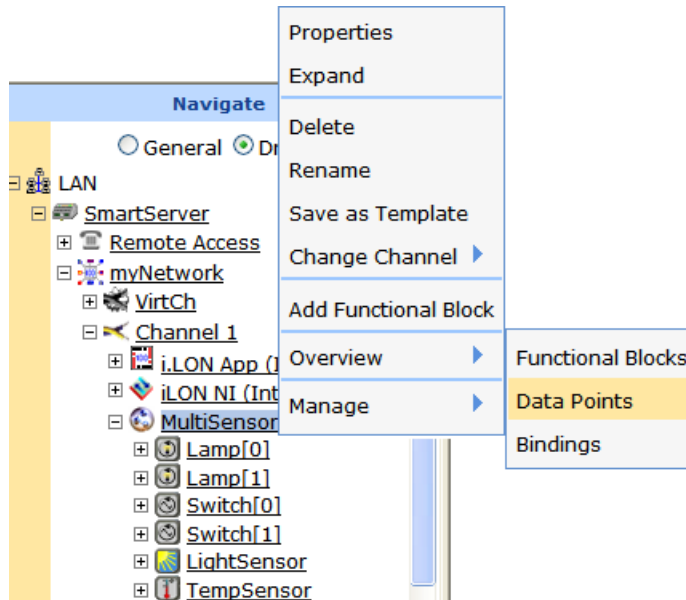 Properties
Expand
Navigate
Delete
General
Rename
LAN
Save as Template
SmartServer
Remote Access
Change Channel
myNetwork
VirtCh
Add Functional Block
Channel 1
i.LON App
Overview
Functional Blocks
iLON NI (Int
Manage
Data Points
MultiSensor
Bindings
Lamp[0]
Lamp[1]
Switch[0]
Switch[1]
LightSensor
TempSensor